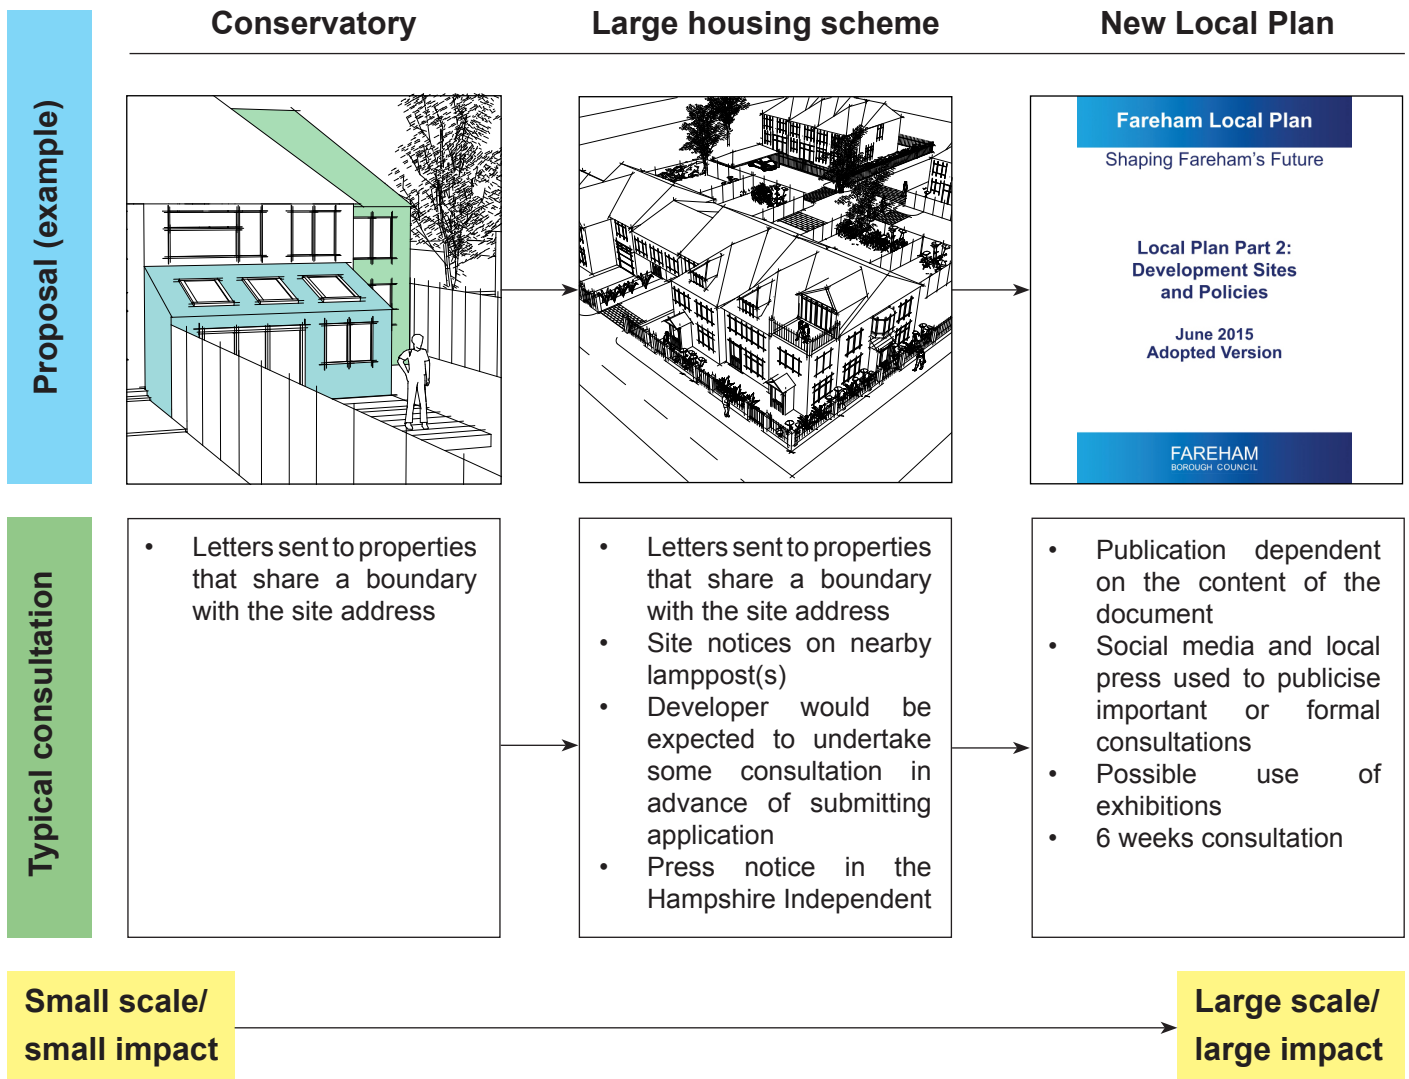 Conservatory
Large housing scheme
New Local Plan
Proposal (example)
Fareham Local Plan
Shaping Fareham's Future
Local Plan Part 2:
Development Sites
and Policies
June 2015
Adopted Version
FAREHAM
BOROUGH COUNCIL
Typical consultation
• Letters sent to properties
that share a boundary
with the site address
• Letters sent to properties
that share a boundary
with the site address
• Site notices on nearby
lamppost(s)
• Developer would be
expected to undertake
some consultation in
advance of submitting
application
• Press notice in the
Hampshire Independent
• Publication dependent
on the content of the
document
• Social media and local
press used to publicise
important or formal
consultations
• Possible use of
exhibitions
• 6 weeks consultation
Small scale/
small impact
Large scale/
large impact